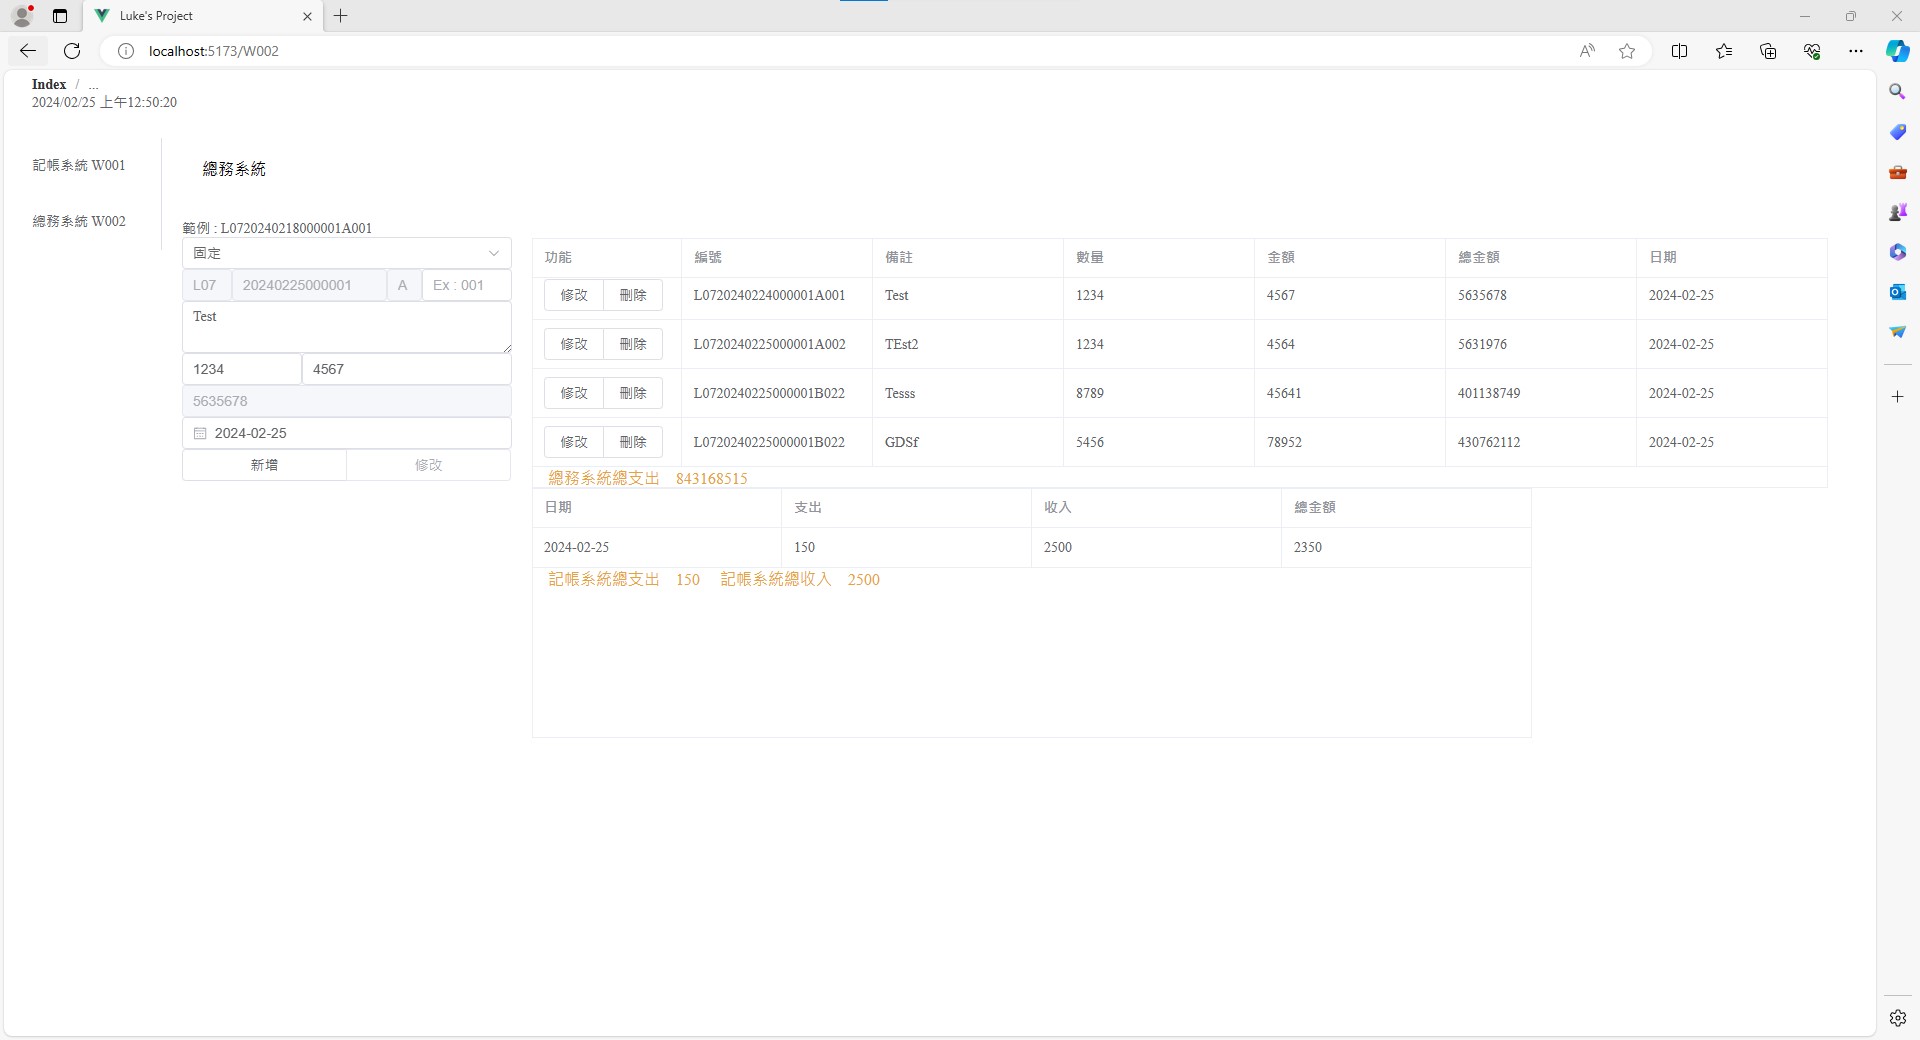 Luke's Project
localhost:5173/W002
Index / ...
2024/02/25 上午12:50:20
記帳系統 W001
總務系統 W002
總務系統
範例 : L0720240218000001A001
固定
L07 20240225000001 A Ex : 001
Test
1234 4567
5635678
2024-02-25
新增 修改
功能 編號 備註 數量 金額 總金額 日期
修改 刪除 L0720240224000001A001 Test 1234 4567 5635678 2024-02-25
修改 刪除 L0720240225000001A002 TEst2 1234 4564 5631976 2024-02-25
修改 刪除 L0720240225000001B022 Tesss 8789 45641 401138749 2024-02-25
修改 刪除 L0720240225000001B022 GDSf 5456 78952 430762112 2024-02-25
總務系統總支出 843168515
日期 支出 收入 總金額
2024-02-25 150 2500 2350
記帳系統總支出 150 記帳系統總收入 2500